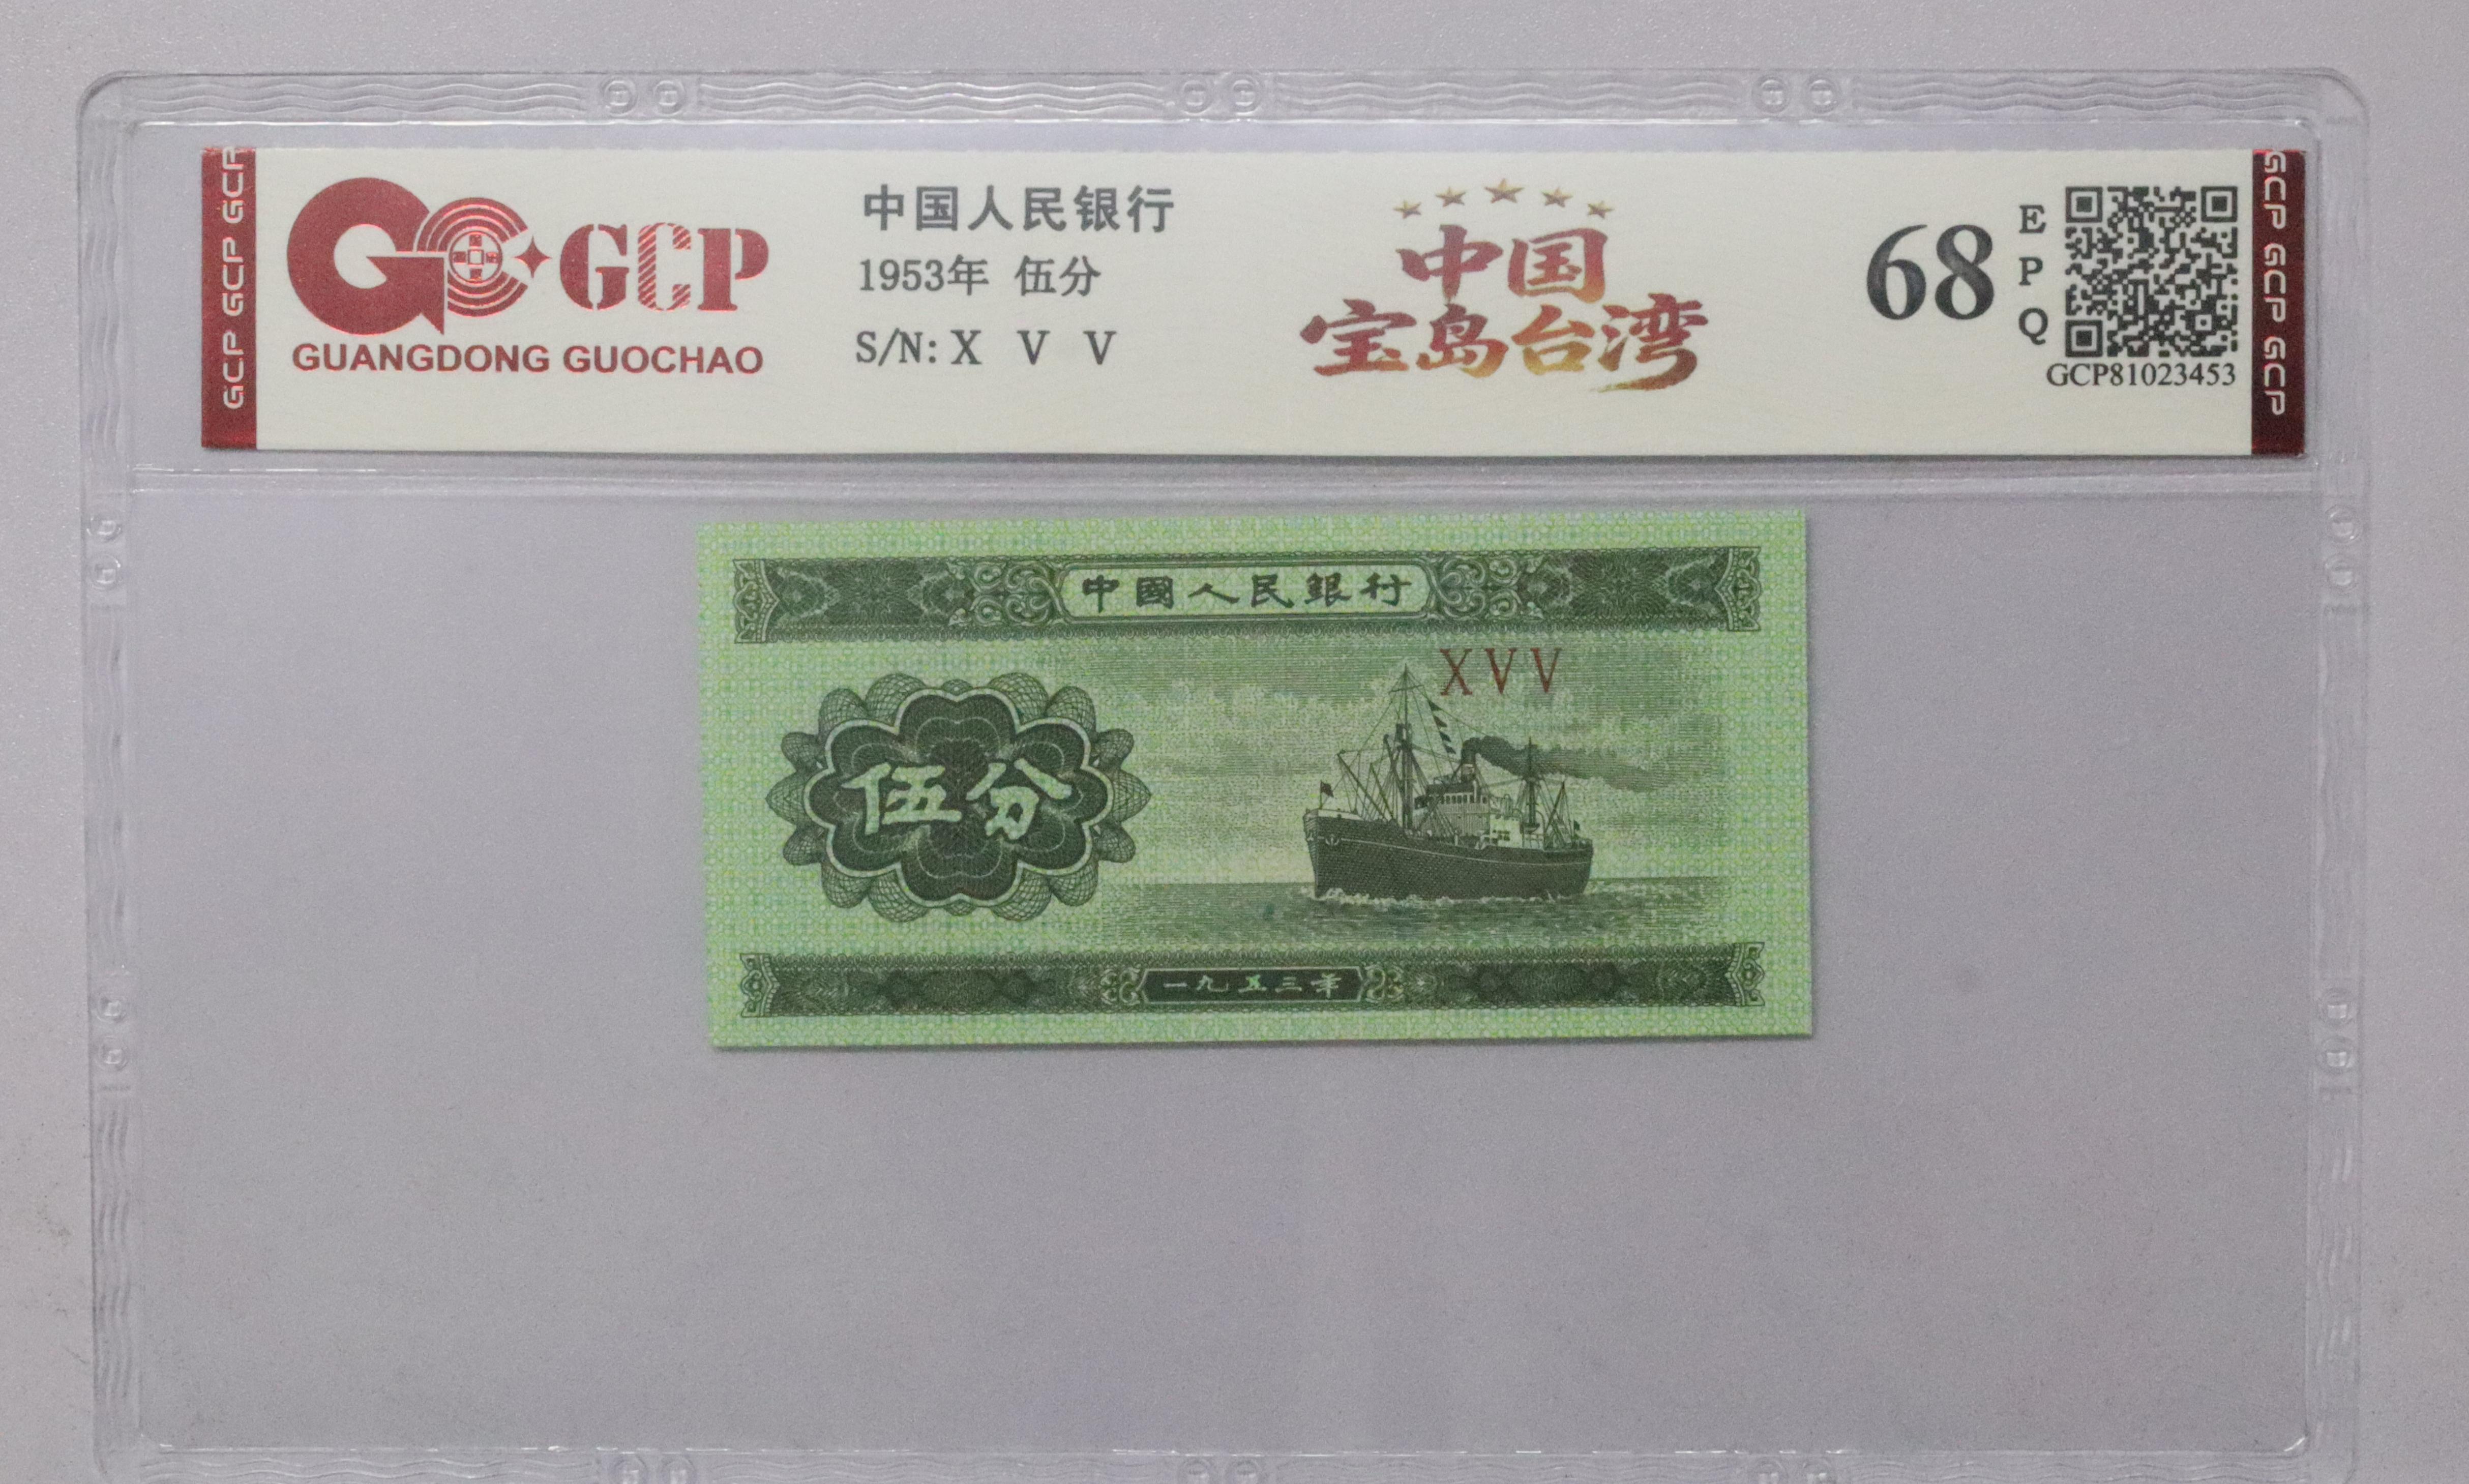 GCP GCP GCP
GCP
GUANGDONG GUOCHAO
中国人民银行
1953年 伍分
S/N: X V V
中国
宝岛台湾
68
E
P
Q
GCP81023453
GCP GCP GCP
中國人民銀行
XVV
伍分
一九五三年